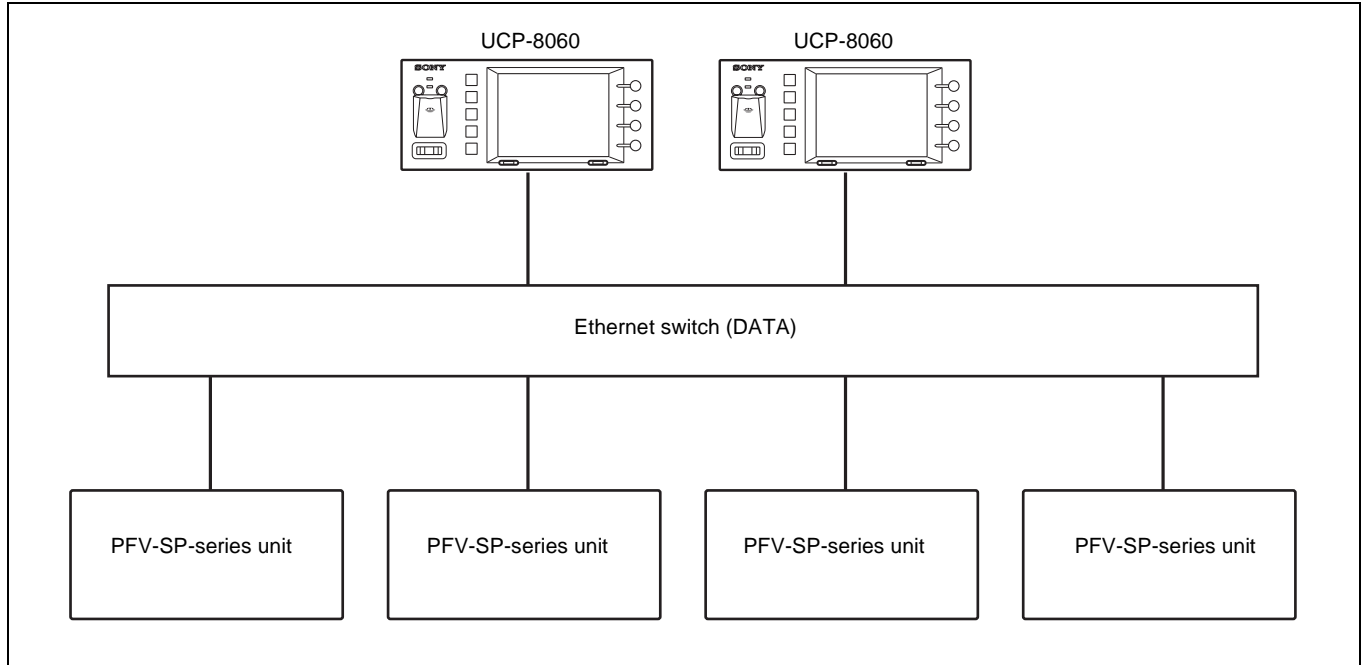 UCP-8060
UCP-8060
SONY
SONY
Ethernet switch (DATA)
PFV-SP-series unit
PFV-SP-series unit
PFV-SP-series unit
PFV-SP-series unit